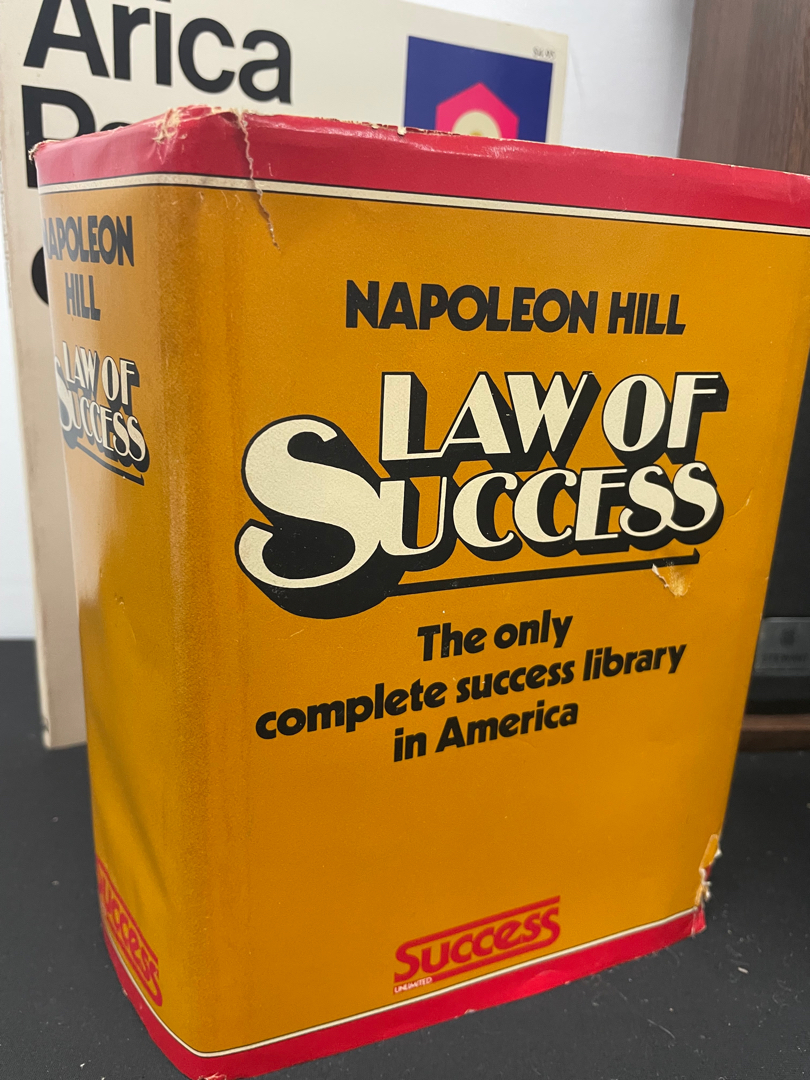 Arica
NAPOLEON
HILL
LAW OF
SUCCESS
SUCCESS
NAPOLEON HILL
LAW OF
SUCCESS
The only
complete success library
in America
SUCCESS
UNLIMITED